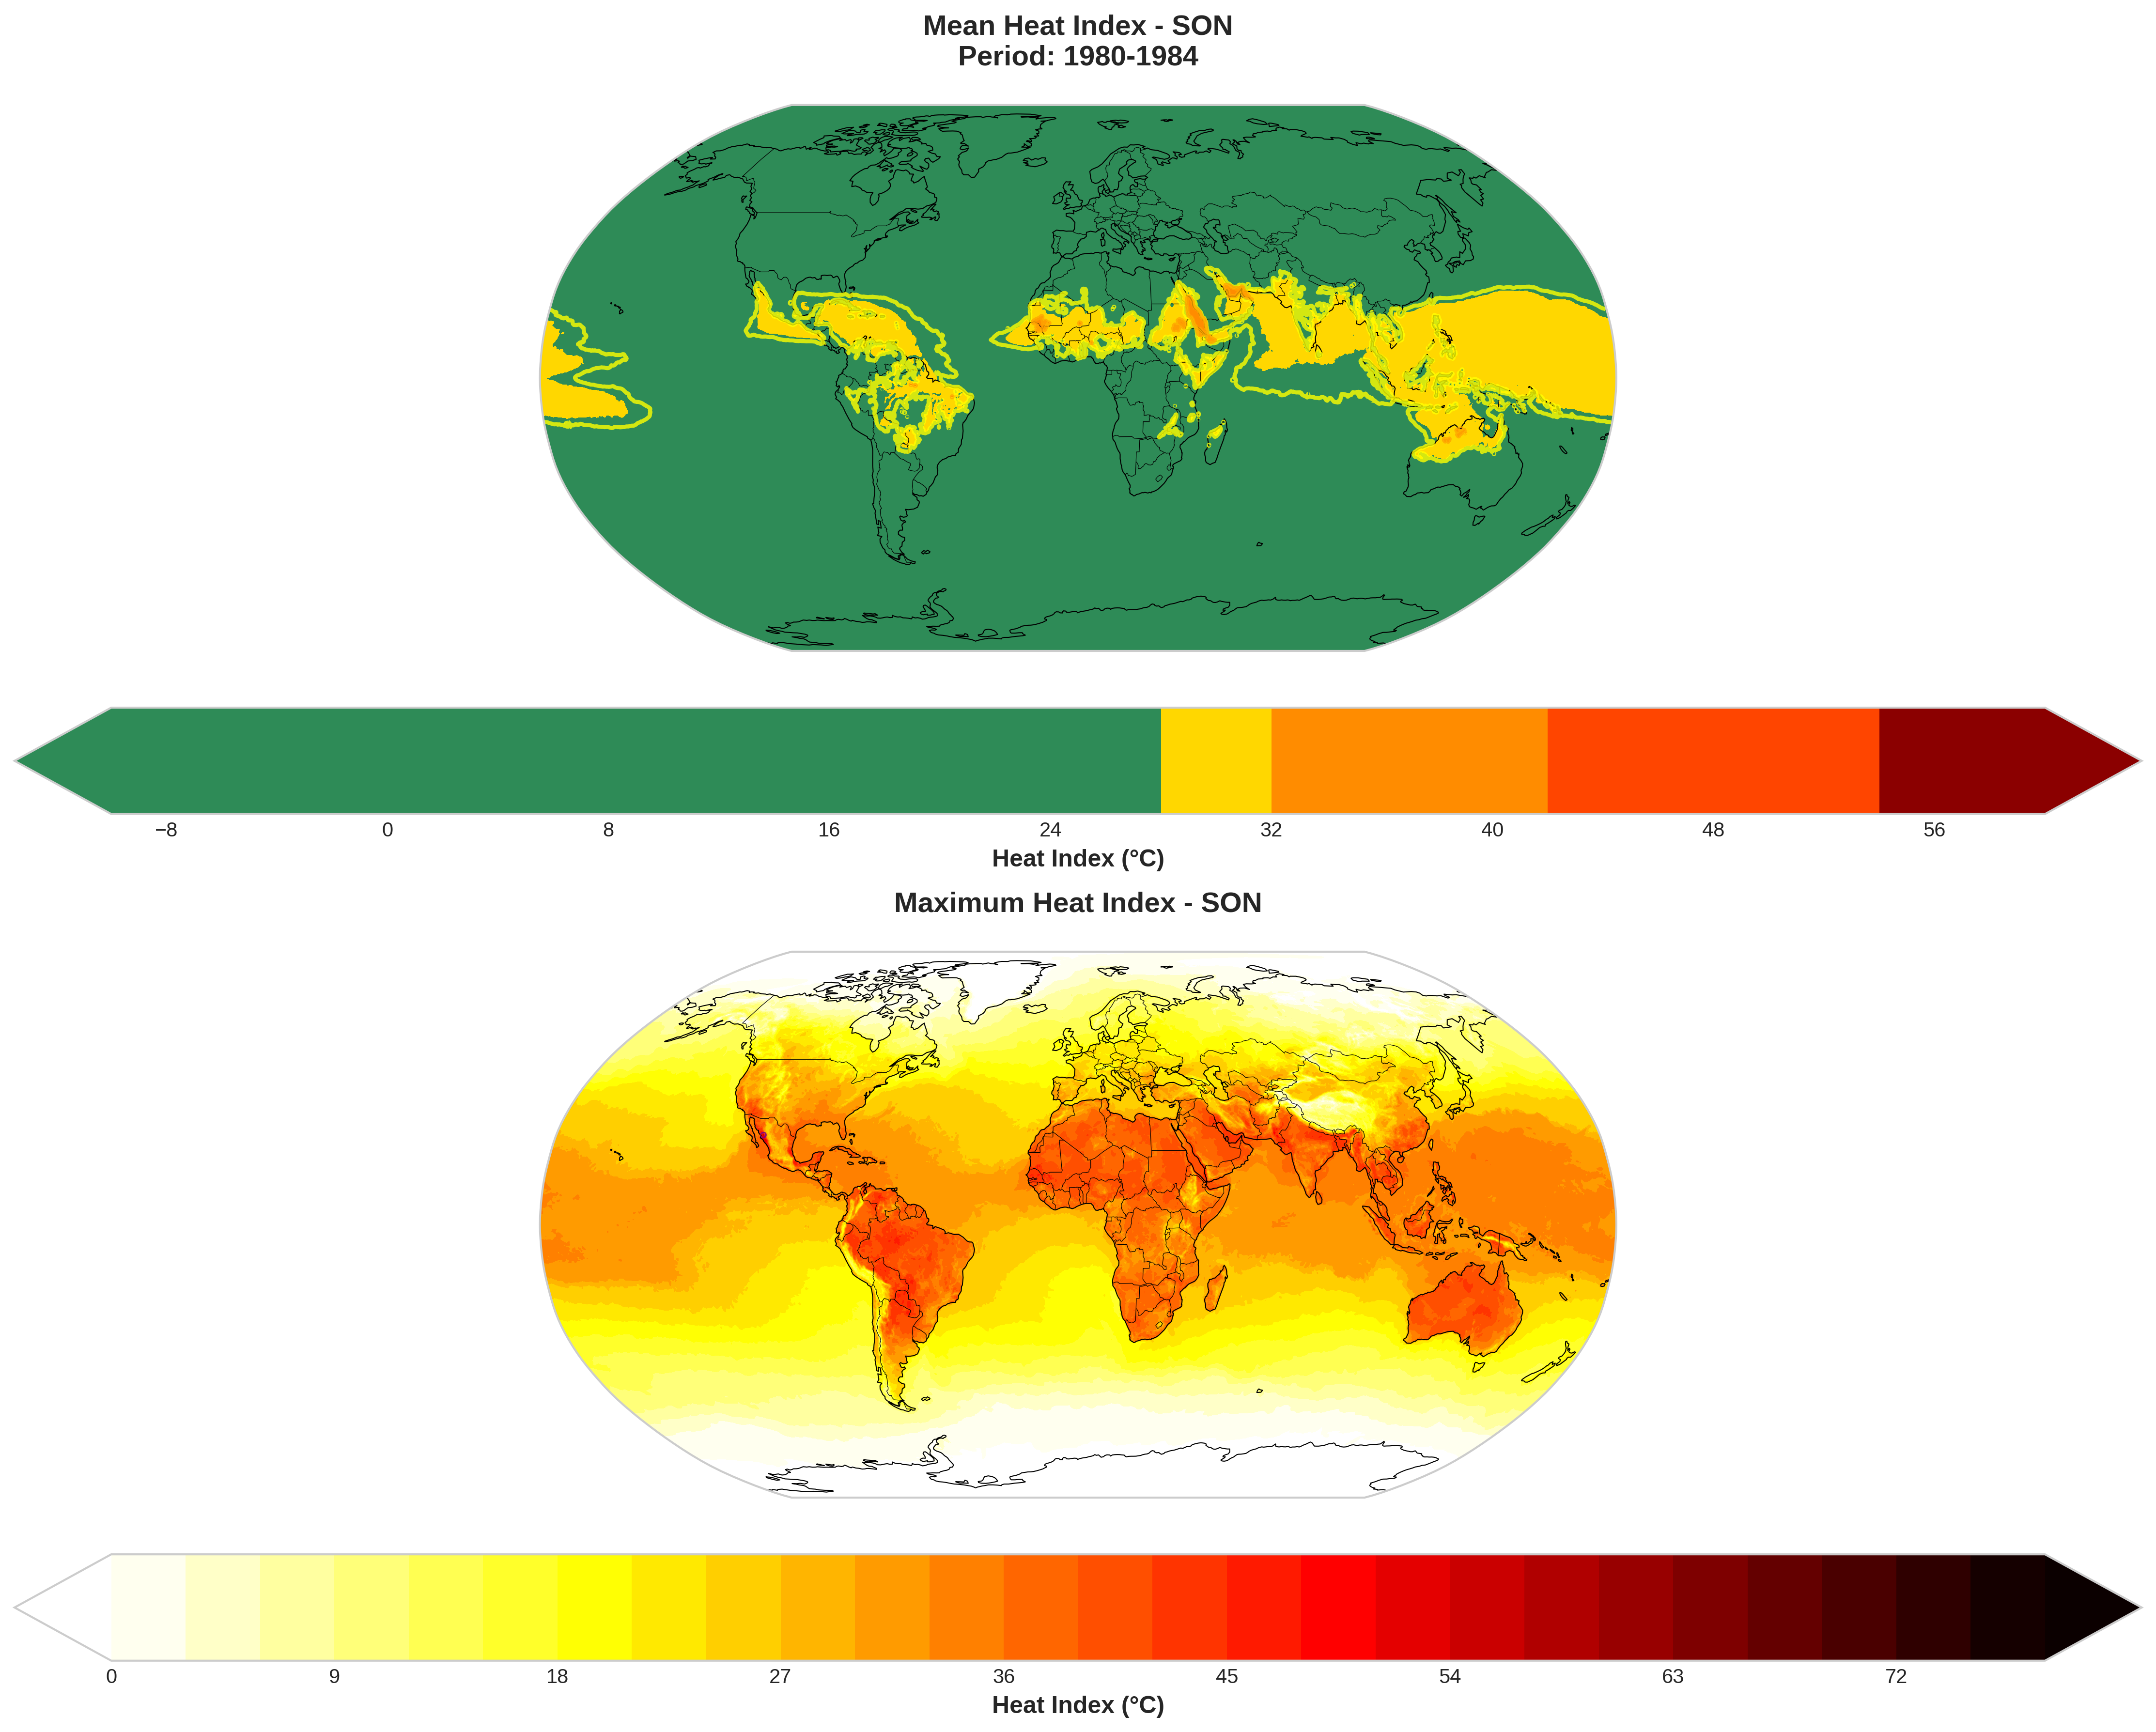 Mean Heat Index - SON
Period: 1980-1984
−8 0 8 16 24 32 40 48 56
Heat Index (°C)
Maximum Heat Index - SON
0 9 18 27 36 45 54 63 72
Heat Index (°C)